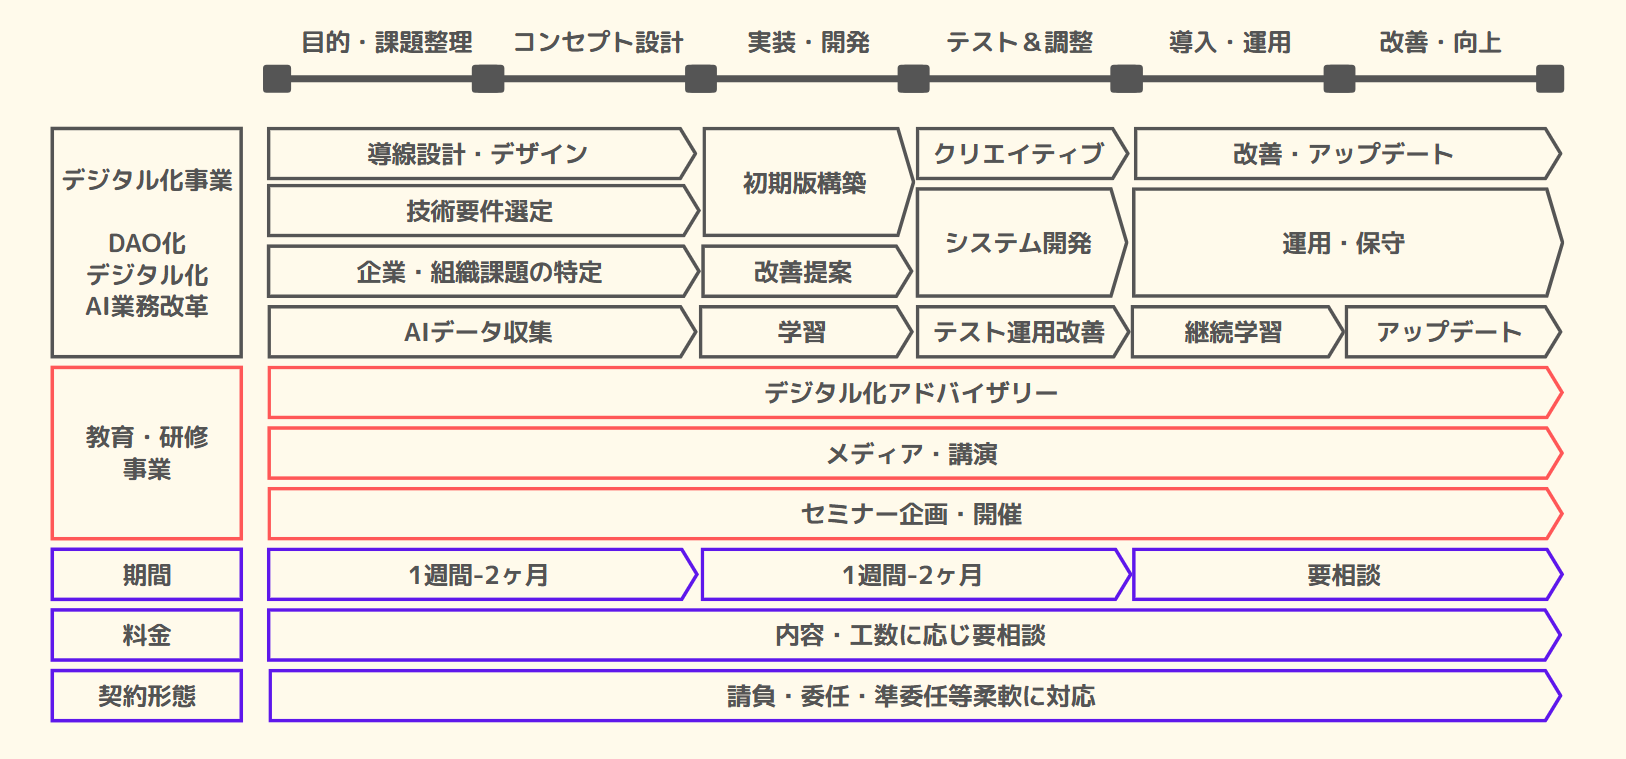 目的・課題整理
コンセプト設計
実装・開発
テスト＆調整
導入・運用
改善・向上
デジタル化事業
DAO化
デジタル化
AI業務改革
導線設計・デザイン
初期版構築
クリエイティブ
改善・アップデート
技術要件選定
システム開発
運用・保守
企業・組織課題の特定
改善提案
AIデータ収集
学習
テスト運用改善
継続学習
アップデート
教育・研修
事業
デジタル化アドバイザリー
メディア・講演
セミナー企画・開催
期間
1週間-2ヶ月
1週間-2ヶ月
要相談
料金
内容・工数に応じ要相談
契約形態
請負・委任・準委任等柔軟に対応